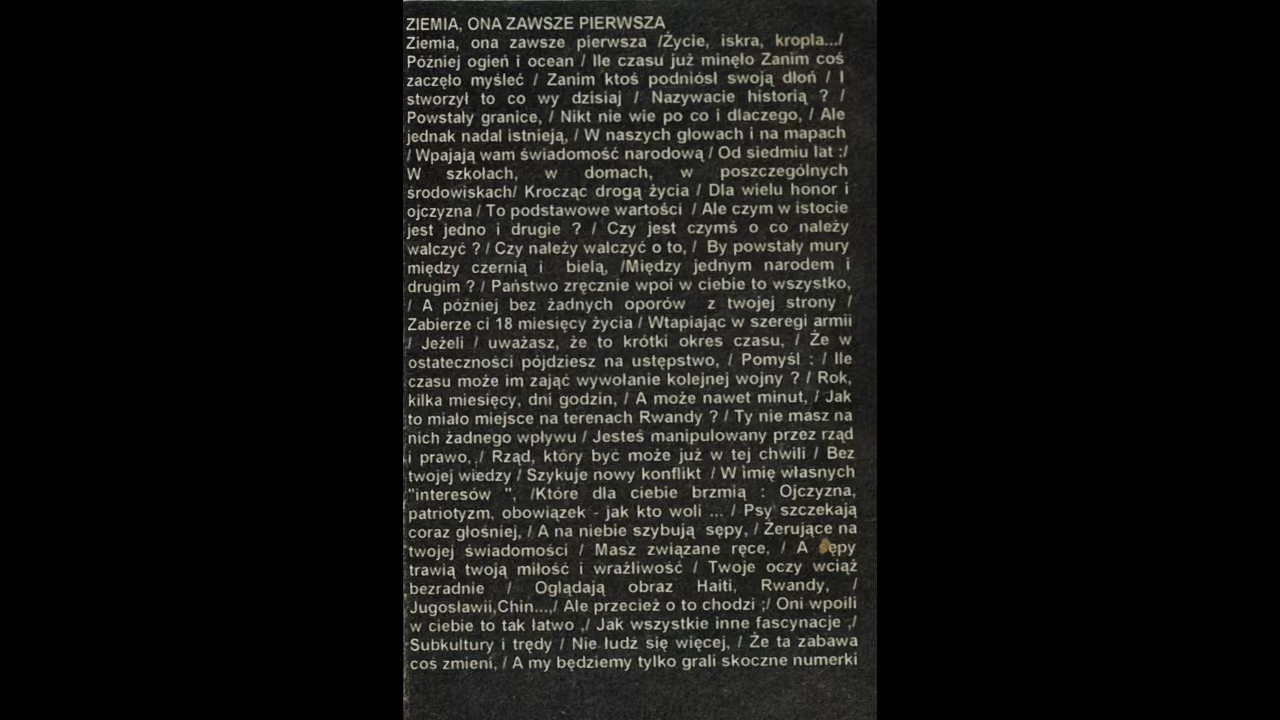 ZIEMIA, ONA ZAWSZE PIERWSZA
Ziemia, ona zawsze pierwsza /Życie, iskra, kropla.../
Później ogień i ocean / Ile czasu już minęło Zanim coś
zaczęło myśleć / Zanim ktoś podniósł swoją dłoń / I
stworzył to co wy dzisiaj / Nazywacie historią ? /
Powstały granice, / Nikt nie wie po co i dlaczego, / Ale
jednak nadal istnieją, / W naszych głowach i na mapach
/ Wpajają wam świadomość narodową / Od siedmiu lat :/
W szkołach, w domach, w poszczególnych
środowiskach/ Krocząc drogą życia / Dla wielu honor i
ojczyzna / To podstawowe wartości / Ale czym w istocie
jest jedno i drugie ? / Czy jest czymś o co należy
walczyć ? / Czy należy walczyć o to, / By powstały mury
między czernią i bielą, /Między jednym narodem i
drugim ? / Państwo zręcznie wpoi w ciebie to wszystko,
/ A później bez żadnych oporów z twojej strony /
Zabierze ci 18 miesięcy życia / Wtapiając w szeregi armii
/ Jeżeli / uważasz, że to krótki okres czasu, / Że w
ostateczności pójdziesz na ustępstwo, / Pomyśl : / Ile
czasu może im zająć wywołanie kolejnej wojny ? / Rok,
kilka miesięcy, dni godzin, / A może nawet minut, / Jak
to miało miejsce na terenach Rwandy ? / Ty nie masz na
nich żadnego wpływu / Jesteś manipulowany przez rząd
i prawo, / Rząd, który być może już w tej chwili / Bez
twojej wiedzy / Szykuje nowy konflikt / W imię własnych
"interesów ", /Które dla ciebie brzmią : Ojczyzna,
patriotyzm, obowiązek - jak kto woli ... / Psy szczekają
coraz głośniej, / A na niebie szybują sępy, / Żerujące na
twojej świadomości / Masz związane ręce, / A sępy
trawią twoją miłość i wrażliwość / Twoje oczy wciąż
bezradnie / Oglądają obraz Haiti, Rwandy, /
Jugosławii,Chin...,/ Ale przecież o to chodzi ;/ Oni wpoili
w ciebie to tak łatwo ,/ Jak wszystkie inne fascynacje ,/
Subkultury i trędy / Nie łudź się więcej, / Że ta zabawa
coś zmieni, / A my będziemy tylko grali skoczne numerki